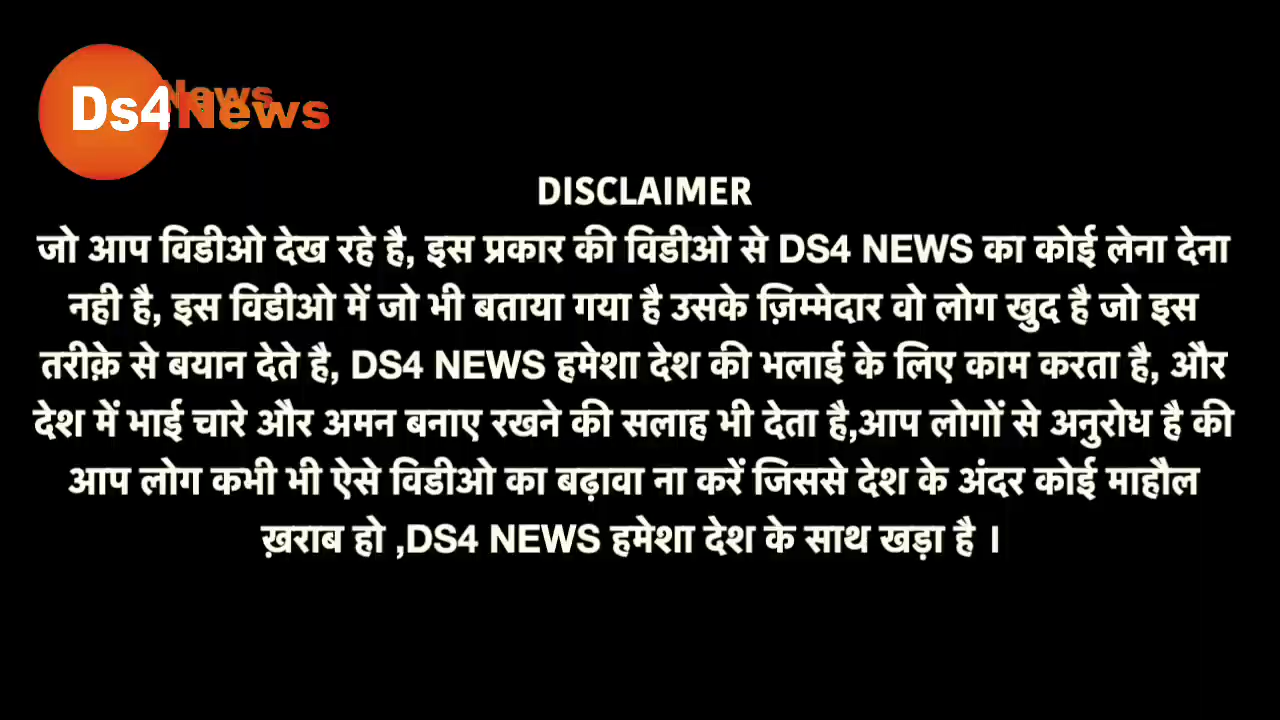 Ds4News
News
DISCLAIMER
जो आप विडीओ देख रहे है, इस प्रकार की विडीओ से DS4 NEWS का कोई लेना देना
नही है, इस विडीओ में जो भी बताया गया है उसके ज़िम्मेदार वो लोग खुद है जो इस
तरीक़े से बयान देते है, DS4 NEWS हमेशा देश की भलाई के लिए काम करता है, और
देश में भाई चारे और अमन बनाए रखने की सलाह भी देता है,आप लोगों से अनुरोध है की
आप लोग कभी भी ऐसे विडीओ का बढ़ावा ना करें जिससे देश के अंदर कोई माहौल
ख़राब हो ,DS4 NEWS हमेशा देश के साथ खड़ा है ।